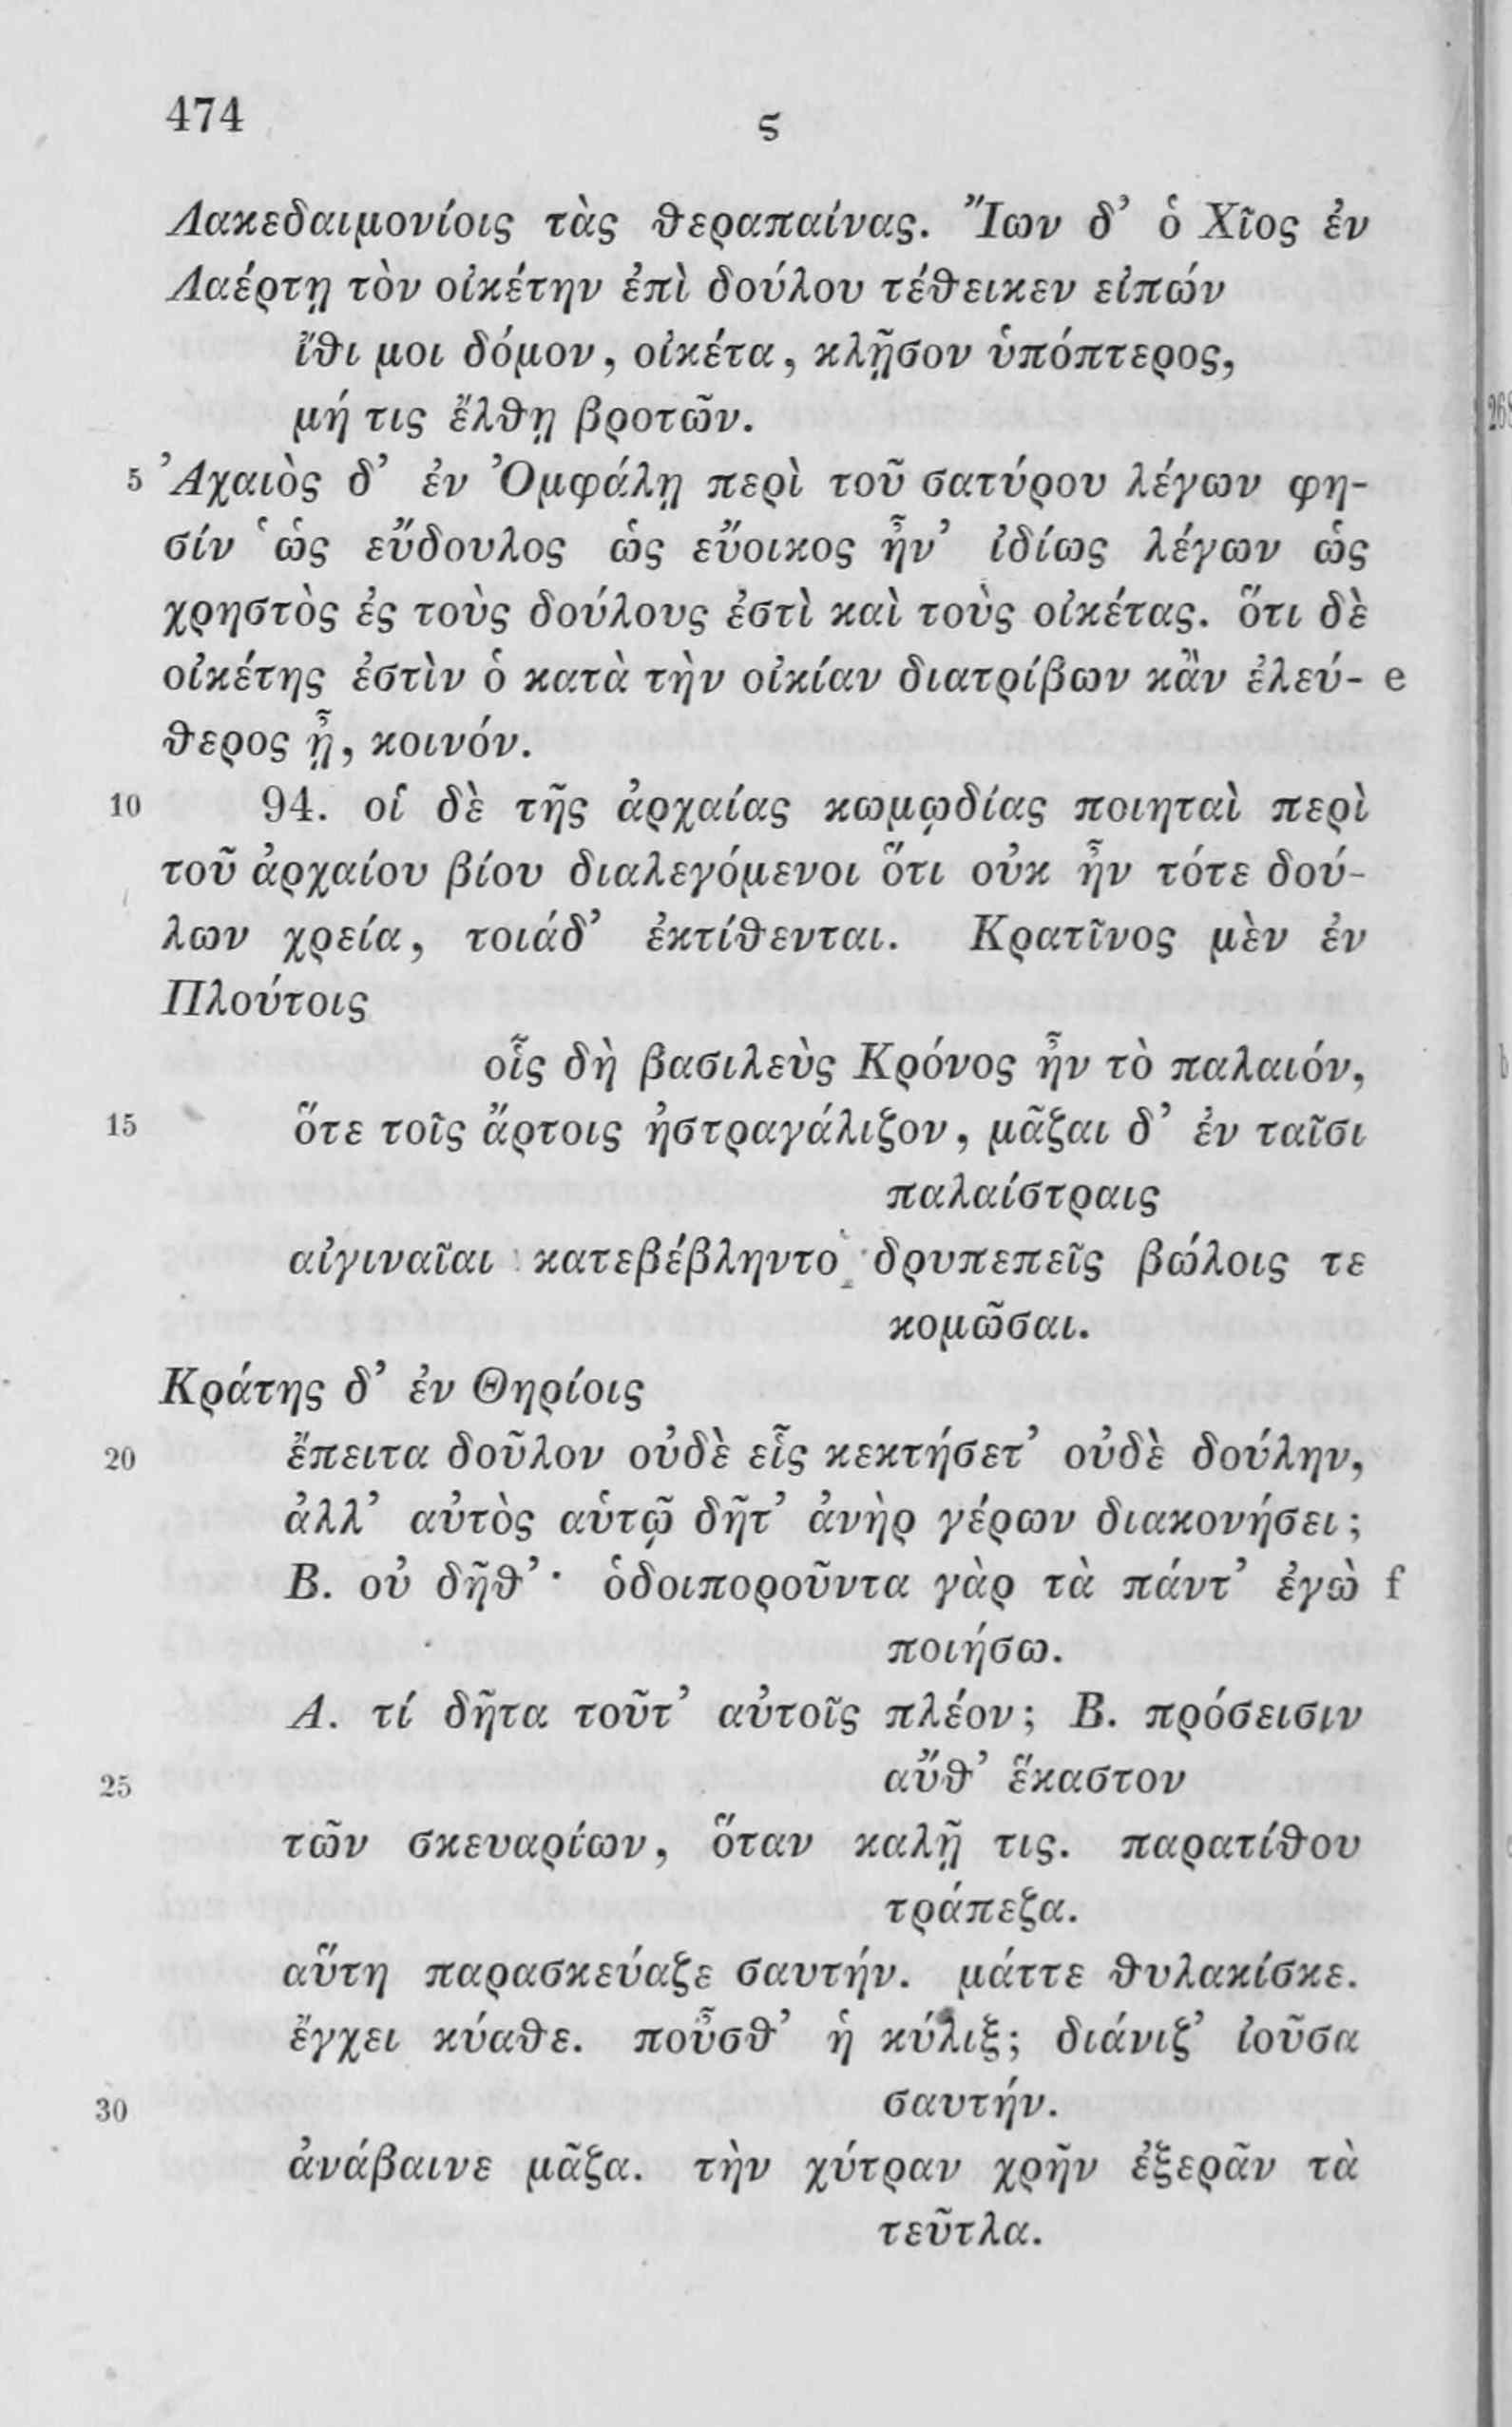 474
ϛ
Λακεδαιμονίοις τὰς θεραπαίνας. Ἴων δ’ ὁ Χῖος ἐν
Λαέρτῃ τὸν οἰκέτην ἐπὶ δούλου τέθεικεν εἰπών
ἴθι μοι δόμον, οἰκέτα, κλῇσον ὑπόπτερος,
μή τις ἔλθῃ βροτῶν.
5 Ἀχαιὸς δ’ ἐν Ὀμφάλῃ περὶ τοῦ σατύρου λέγων φη-
σίν ‘ὡς εὔδουλος ὡς εὔοικος ἦν’ ἰδίως λέγων ὡς
χρηστὸς ἐς τοὺς δούλους ἐστὶ καὶ τοὺς οἰκέτας. ὅτι δὲ
οἰκέτης ἐστὶν ὁ κατὰ τὴν οἰκίαν διατρίβων κἂν ἐλεύ- e
θερος ᾖ, κοινόν.
10 94. οἱ δὲ τῆς ἀρχαίας κωμῳδίας ποιηταὶ περὶ
τοῦ ἀρχαίου βίου διαλεγόμενοι ὅτι οὐκ ἦν τότε δού-
λων χρεία, τοιάδ’ ἐκτίθενται. Κρατῖνος μὲν ἐν
Πλούτοις
οἷς δὴ βασιλεὺς Κρόνος ἦν τὸ παλαιόν,
15 ὅτε τοῖς ἄρτοις ἠστραγάλιζον, μᾶζαι δ’ ἐν ταῖσι
παλαίστραις
αἰγιναῖαι κατεβέβληντο δρυπεπεῖς βώλοις τε
κομῶσαι.
Κράτης δ’ ἐν Θηρίοις
20 ἔπειτα δοῦλον οὐδὲ εἷς κεκτήσετ’ οὐδὲ δούλην,
ἀλλ’ αὐτὸς αὑτῷ δῆτ’ ἀνὴρ γέρων διακονήσει;
Β. οὐ δῆθ’· ὁδοιποροῦντα γὰρ τὰ πάντ’ ἐγὼ f
ποιήσω.
Α. τί δῆτα τοῦτ’ αὐτοῖς πλέον; Β. πρόσεισιν
25 αὔθ’ ἕκαστον
τῶν σκευαρίων, ὅταν καλῇ τις. παρατίθου
τράπεζα.
αὕτη παρασκεύαζε σαυτήν. μάττε θυλακίσκε.
ἔγχει κύαθε. ποὖσθ’ ἡ κύλιξ; διάνιζ’ ἰοῦσα
30 σαυτήν.
ἀνάβαινε μᾶζα. τὴν χύτραν χρῆν ἐξερᾶν τὰ
τεῦτλα.